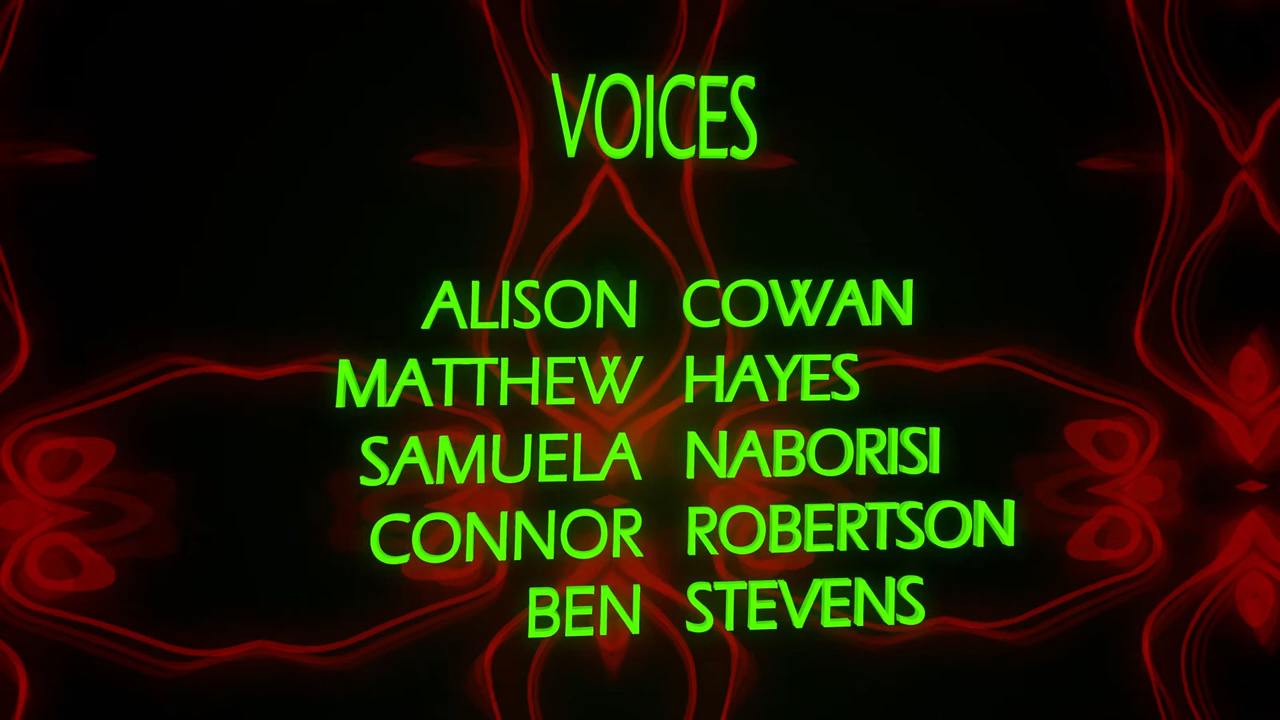 VOICES
ALISON COWAN
MATTHEW HAYES
SAMUELA NABORISI
CONNOR ROBERTSON
BEN STEVENS